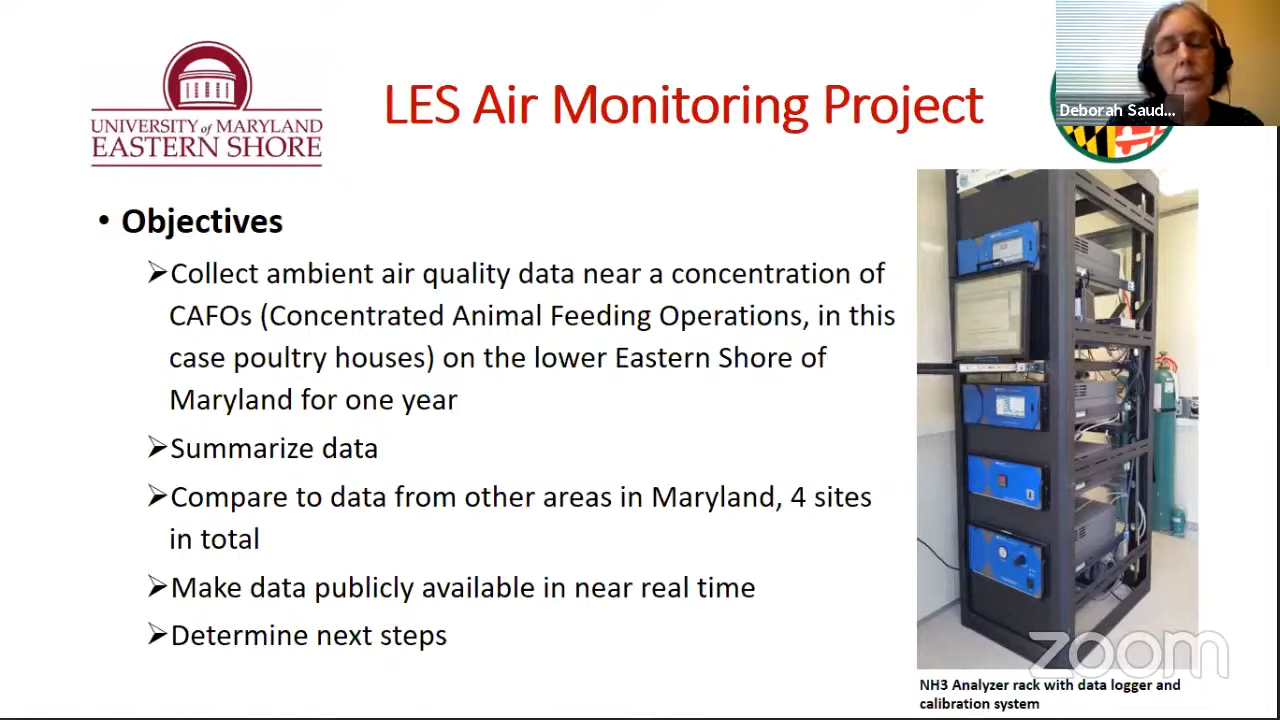 UNIVERSITY of MARYLAND
EASTERN SHORE
LES Air Monitoring Project
Deborah Saud...
• Objectives
➢Collect ambient air quality data near a concentration of
CAFOs (Concentrated Animal Feeding Operations, in this
case poultry houses) on the lower Eastern Shore of
Maryland for one year
➢Summarize data
➢Compare to data from other areas in Maryland, 4 sites
in total
➢Make data publicly available in near real time
➢Determine next steps
zoom
NH3 Analyzer rack with data logger and
calibration system